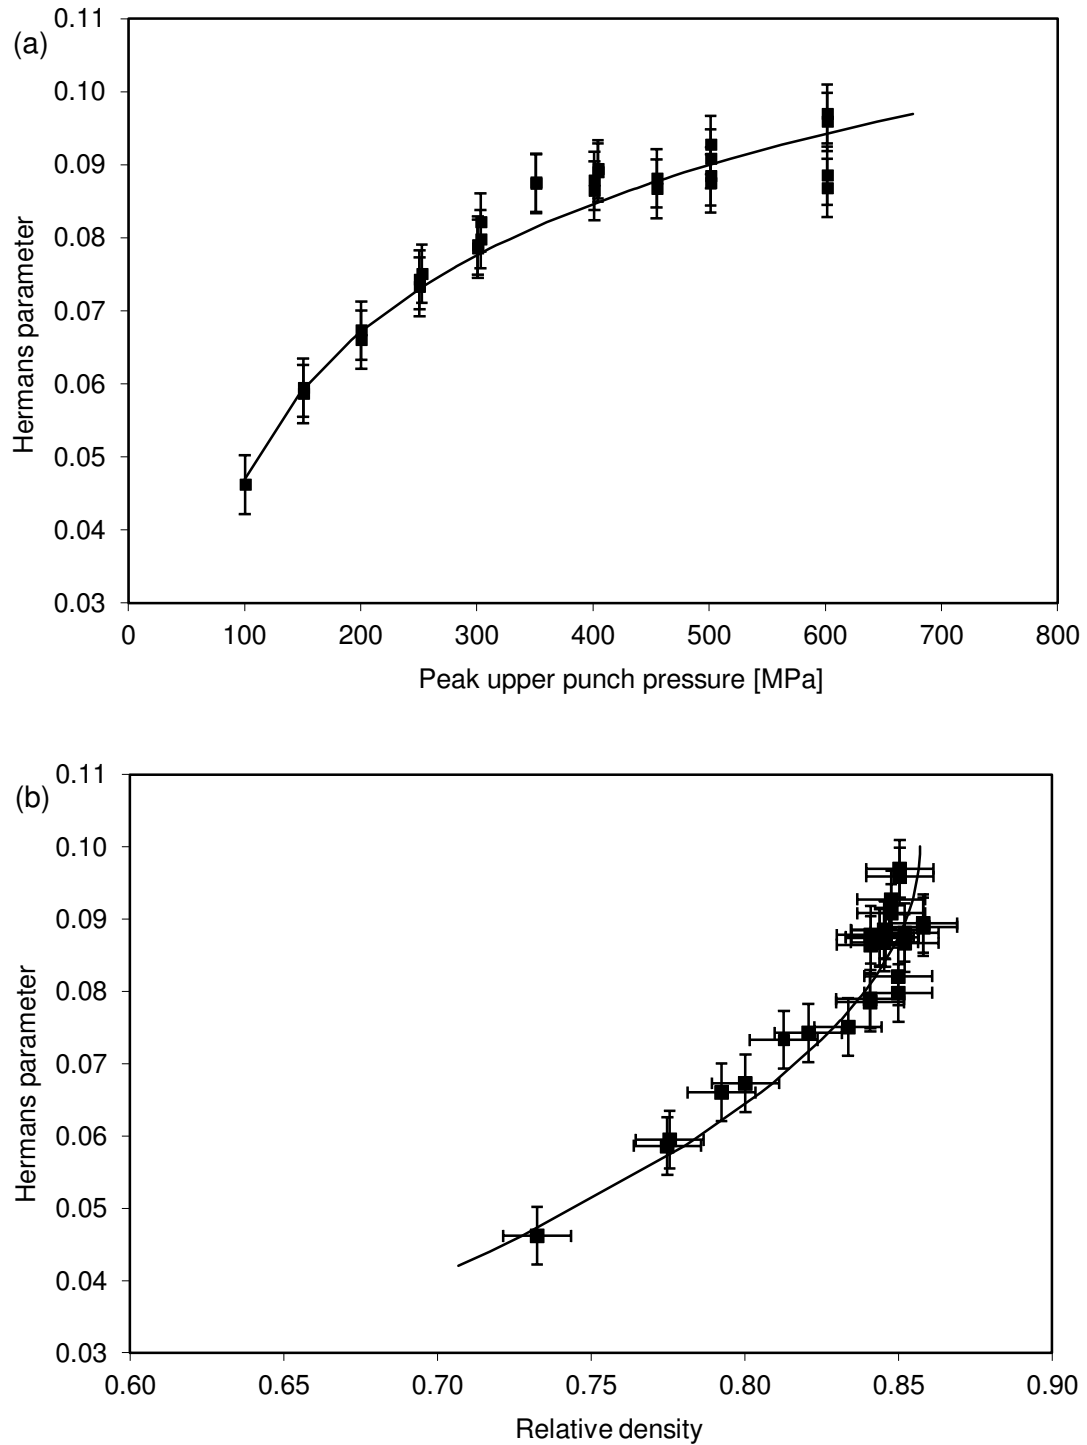 (a)
Hermans parameter
0.11
0.10
0.09
0.08
0.07
0.06
0.05
0.04
0.03
0 100 200 300 400 500 600 700 800
Peak upper punch pressure [MPa]
(b)
Hermans parameter
0.11
0.10
0.09
0.08
0.07
0.06
0.05
0.04
0.03
0.60 0.65 0.70 0.75 0.80 0.85 0.90
Relative density